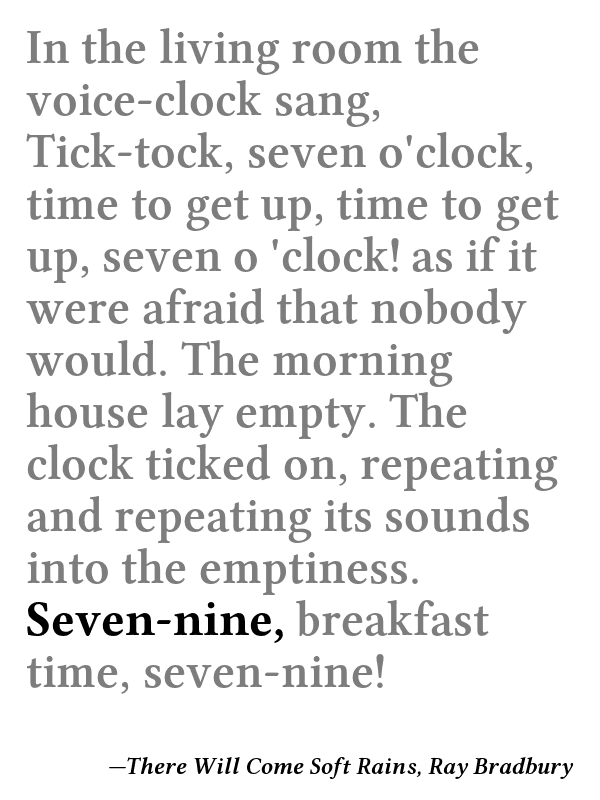 In the living room the
voice-clock sang,
Tick-tock, seven o'clock,
time to get up, time to get
up, seven o 'clock! as if it
were afraid that nobody
would. The morning
house lay empty. The
clock ticked on, repeating
and repeating its sounds
into the emptiness.
Seven-nine, breakfast
time, seven-nine!
—There Will Come Soft Rains, Ray Bradbury